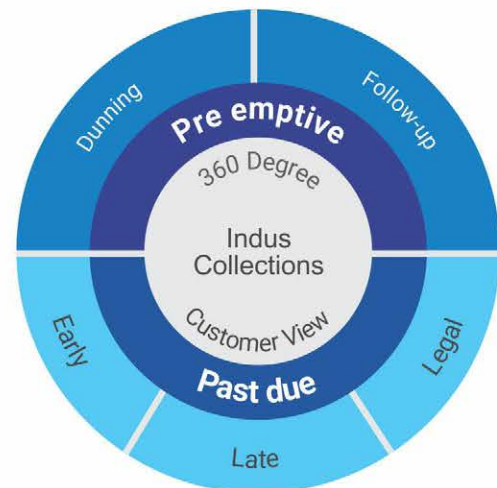 Dunning
Follow-up
Pre emptive
360 Degree
Indus
Collections
Customer View
Past due
Early
Late
Legal